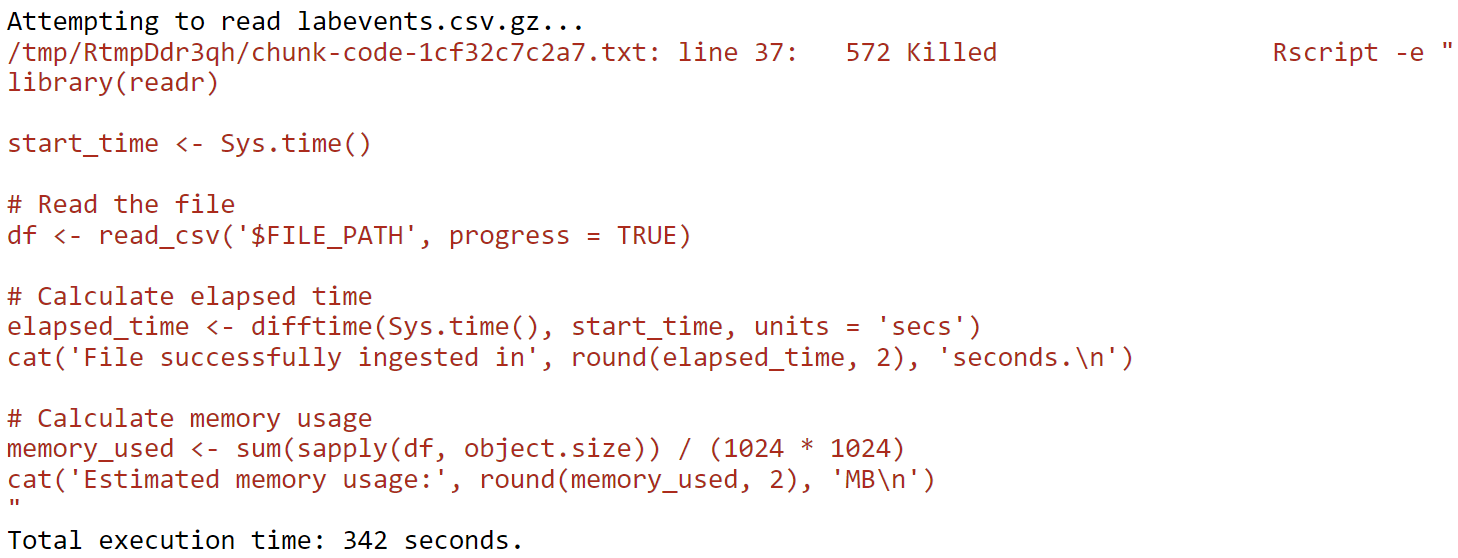 Attempting to read labevents.csv.gz...
/tmp/RtmpDdr3qh/chunk-code-1cf32c7c2a7.txt: line 37:   572 Killed                  Rscript -e "
library(readr)
start_time <- Sys.time()
# Read the file
df <- read_csv('$FILE_PATH', progress = TRUE)
# Calculate elapsed time
elapsed_time <- difftime(Sys.time(), start_time, units = 'secs')
cat('File successfully ingested in', round(elapsed_time, 2), 'seconds.\n')
# Calculate memory usage
memory_used <- sum(sapply(df, object.size)) / (1024 * 1024)
cat('Estimated memory usage:', round(memory_used, 2), 'MB\n')
"
Total execution time: 342 seconds.